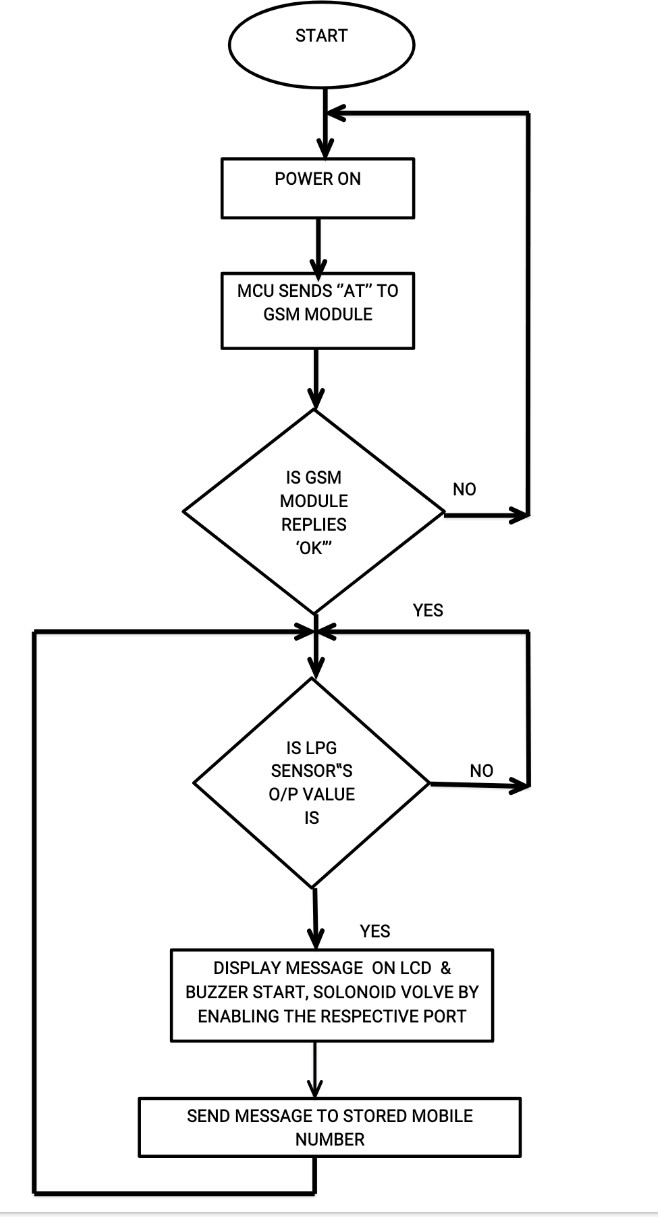 START
POWER ON
MCU SENDS “AT” TO
GSM MODULE
IS GSM
MODULE
REPLIES
‘OK”’
NO
YES
IS LPG
SENSOR‟S
O/P VALUE
IS
NO
YES
DISPLAY MESSAGE ON LCD &
BUZZER START, SOLONOID VOLVE BY
ENABLING THE RESPECTIVE PORT
SEND MESSAGE TO STORED MOBILE
NUMBER